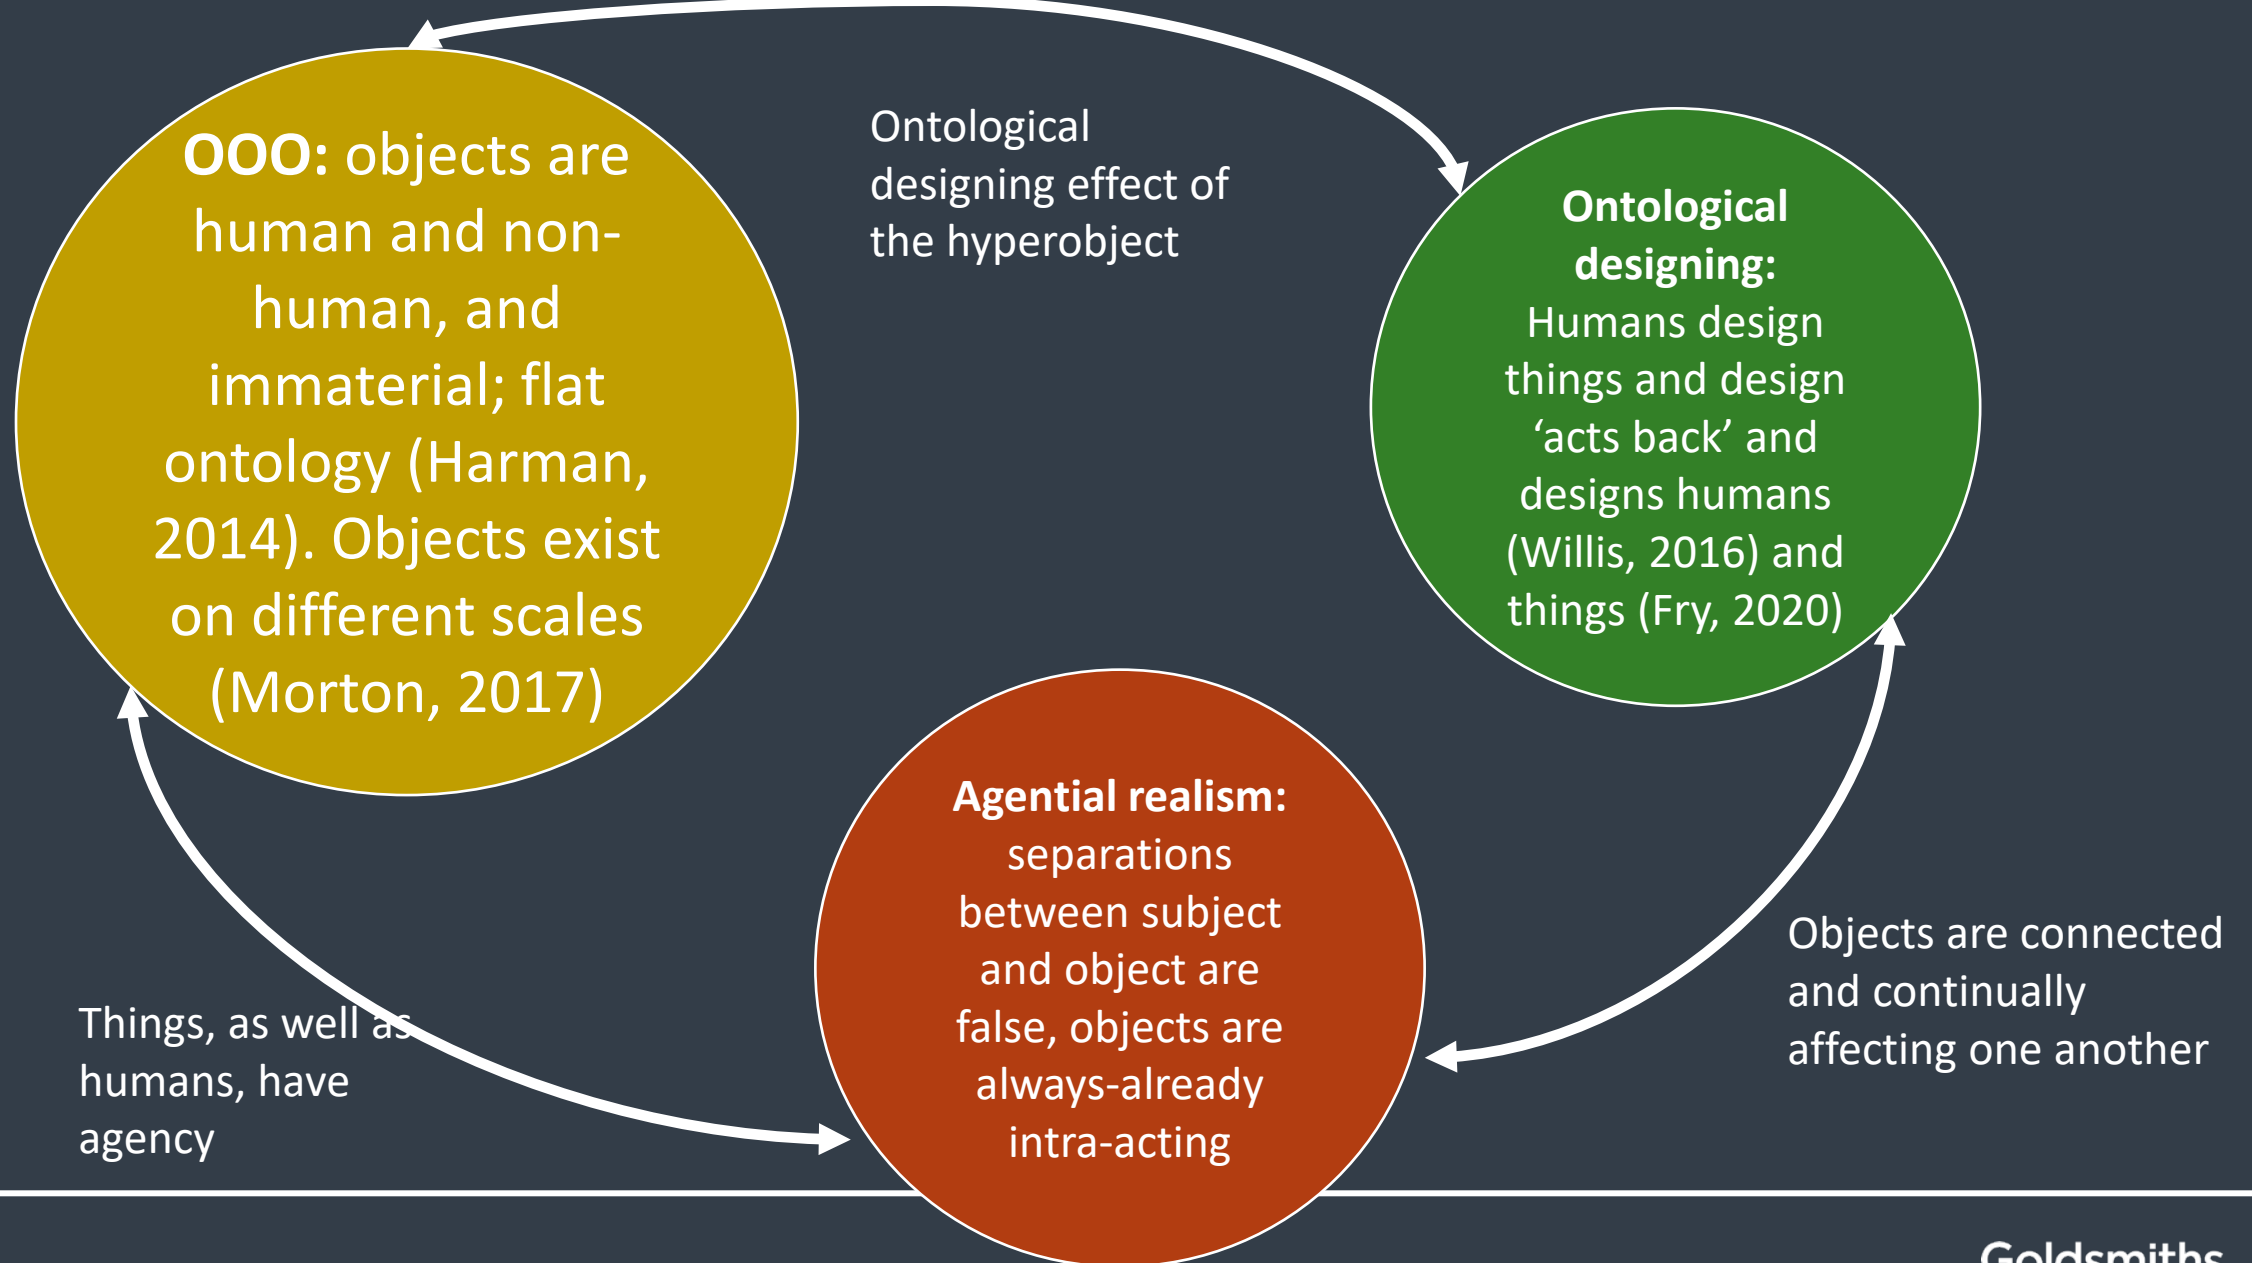 OOO: objects are
human and non-
human, and
immaterial; flat
ontology (Harman,
2014). Objects exist
on different scales
(Morton, 2017)
Ontological
designing effect of
the hyperobject
Ontological
designing:
Humans design
things and design
‘acts back’ and
designs humans
(Willis, 2016) and
things (Fry, 2020)
Agential realism:
separations
between subject
and object are
false, objects are
always-already
intra-acting
Things, as well as
humans, have
agency
Objects are connected
and continually
affecting one another
Goldsmiths